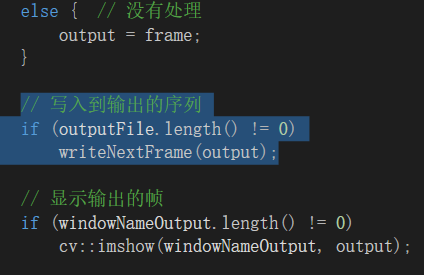 else {  // 没有处理
    output = frame;
}
// 写入到输出的序列
if (outputFile.length() != 0)
    writeNextFrame(output);
// 显示输出的帧
if (windowNameOutput.length() != 0)
    cv::imshow(windowNameOutput, output);